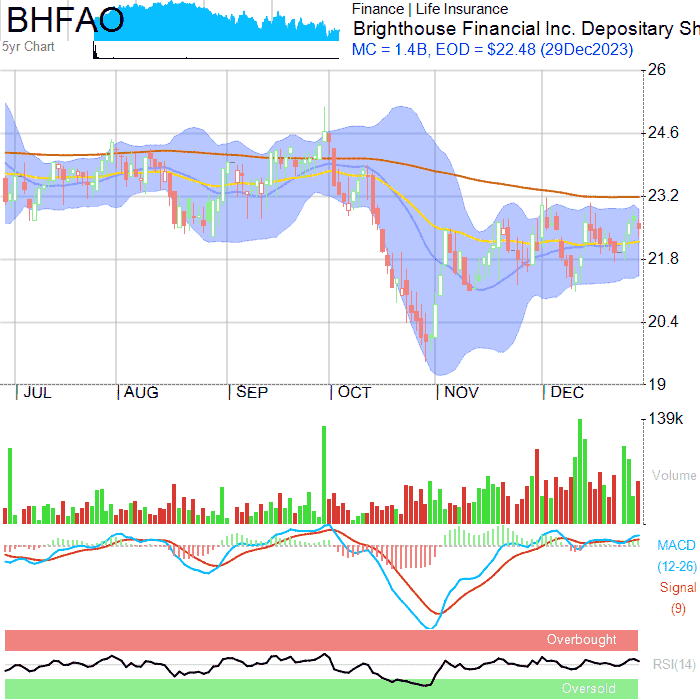 BHFAO
5yr Chart
Finance | Life Insurance
Brighthouse Financial Inc. Depositary Sh
MC = 1.4B, EOD = $22.48 (29Dec2023)
26
24.6
23.2
21.8
20.4
19
JUL AUG SEP OCT NOV DEC
139k
Volume
MACD
(12-26)
Signal
(9)
Overbought
RSI(14)
Oversold